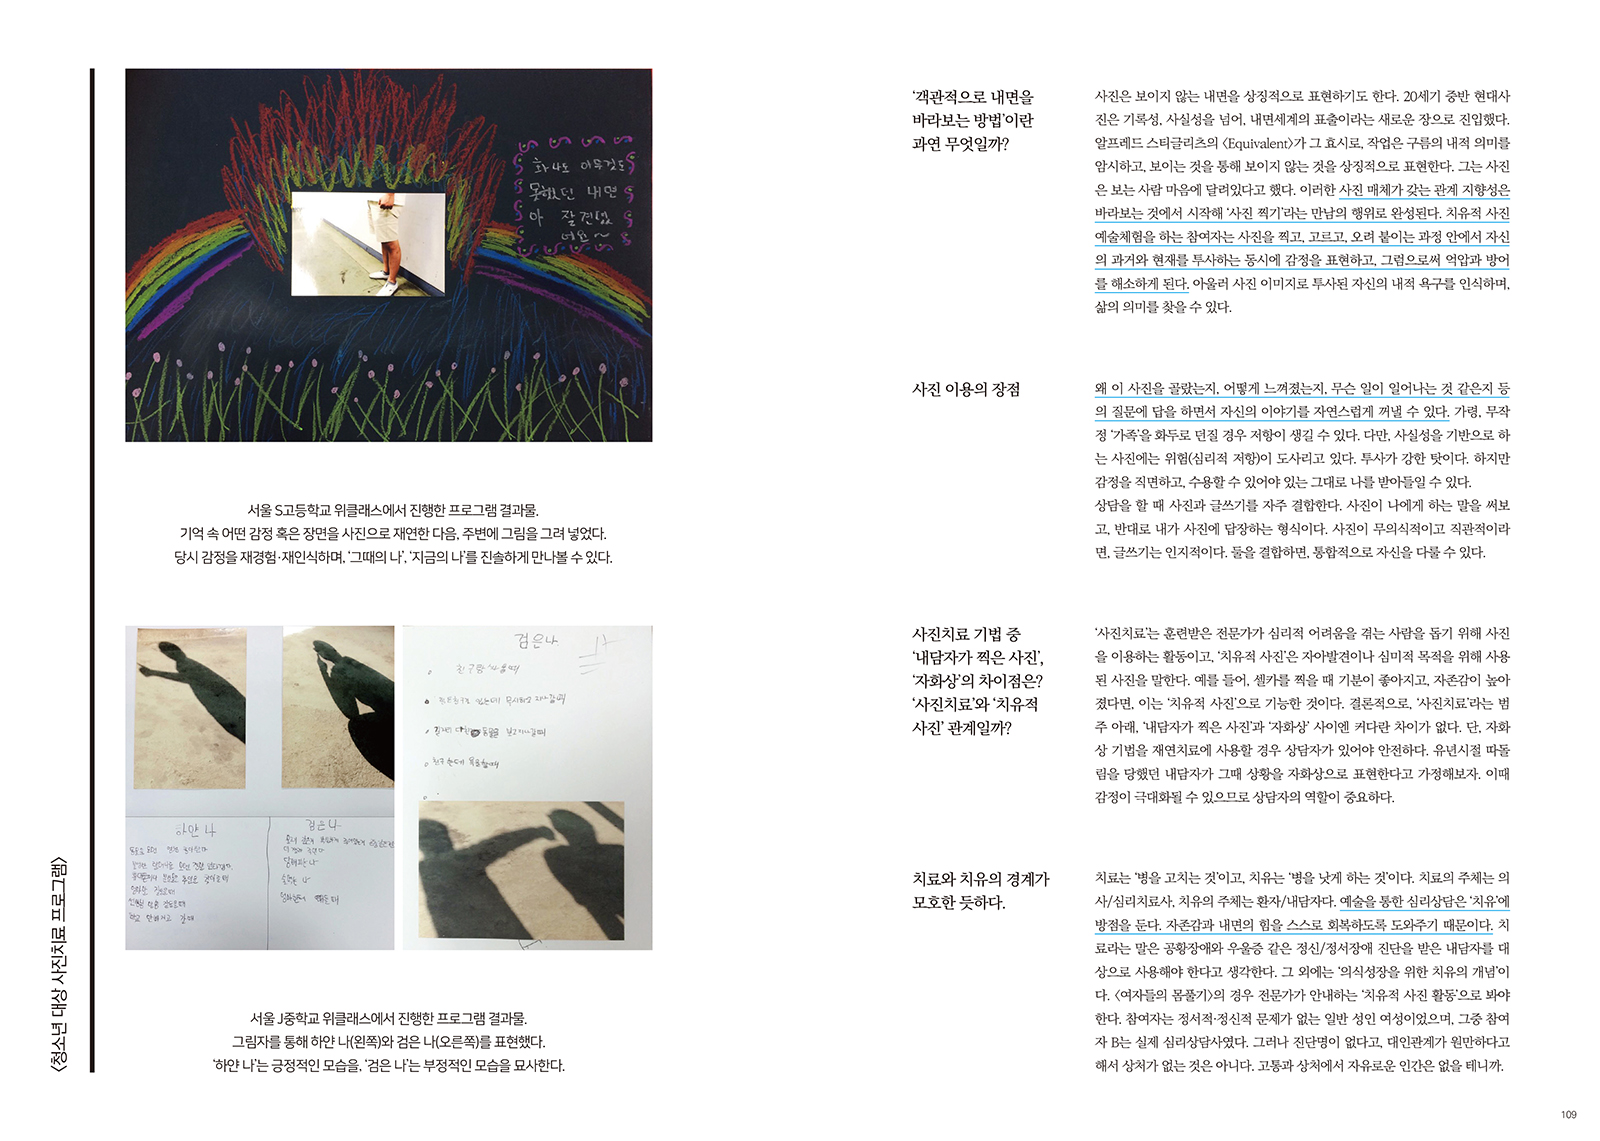 〈청소년 대상 사진치료 프로그램〉
화나도 아무것도
못했던 내면
아 잘견뎠
네요~
서울 S고등학교 위클래스에서 진행한 프로그램 결과물.
기억 속 어떤 감정 혹은 장면을 사진으로 재연한 다음, 주변에 그림을 그려 넣었다.
당시 감정을 재경험·재인식하며, ‘그때의 나’, ‘지금의 나’를 진솔하게 만나볼 수 있다.
하얀 나
검은 나
검은나
서울 J중학교 위클래스에서 진행한 프로그램 결과물.
그림자를 통해 하얀 나(왼쪽)와 검은 나(오른쪽)를 표현했다.
‘하얀 나’는 긍정적인 모습을, ‘검은 나’는 부정적인 모습을 묘사한다.
‘객관적으로 내면을
바라보는 방법’이란
과연 무엇일까?
사진은 보이지 않는 내면을 상징적으로 표현하기도 한다. 20세기 중반 현대사
진은 기록성, 사실성을 넘어, 내면세계의 표출이라는 새로운 장으로 진입했다.
알프레드 스티글리츠의 〈Equivalent〉가 그 효시로, 작업은 구름의 내적 의미를
암시하고, 보이는 것을 통해 보이지 않는 것을 상징적으로 표현한다. 그는 사진
은 보는 사람 마음에 달려있다고 했다. 이러한 사진 매체가 갖는 관계 지향성은
바라보는 것에서 시작해 ‘사진 찍기’라는 만남의 행위로 완성된다. 치유적 사진
예술체험을 하는 참여자는 사진을 찍고, 고르고, 오려 붙이는 과정 안에서 자신
의 과거와 현재를 투사하는 동시에 감정을 표현하고, 그럼으로써 억압과 방어
를 해소하게 된다. 아울러 사진 이미지로 투사된 자신의 내적 욕구를 인식하며,
삶의 의미를 찾을 수 있다.
사진 이용의 장점
왜 이 사진을 골랐는지, 어떻게 느껴졌는지, 무슨 일이 일어나는 것 같은지 등
의 질문에 답을 하면서 자신의 이야기를 자연스럽게 꺼낼 수 있다. 가령, 무작
정 ‘가족’을 화두로 던질 경우 저항이 생길 수 있다. 다만, 사실성을 기반으로 하
는 사진에는 위험(심리적 저항)이 도사리고 있다. 투사가 강한 탓이다. 하지만
감정을 직면하고, 수용할 수 있어야 있는 그대로 나를 받아들일 수 있다.
상담을 할 때 사진과 글쓰기를 자주 결합한다. 사진이 나에게 하는 말을 써보
고, 반대로 내가 사진에 답장하는 형식이다. 사진이 무의식적이고 직관적이라
면, 글쓰기는 인지적이다. 둘을 결합하면, 통합적으로 자신을 다룰 수 있다.
사진치료 기법 중
‘내담자가 찍은 사진’,
‘자화상’의 차이점은?
‘사진치료’와 ‘치유적
사진’ 관계일까?
‘사진치료’는 훈련받은 전문가가 심리적 어려움을 겪는 사람을 돕기 위해 사진
을 이용하는 활동이고, ‘치유적 사진’은 자아발견이나 심미적 목적을 위해 사용
된 사진을 말한다. 예를 들어, 셀카를 찍을 때 기분이 좋아지고, 자존감이 높아
졌다면, 이는 ‘치유적 사진’으로 기능한 것이다. 결론적으로, ‘사진치료’라는 범
주 아래, ‘내담자가 찍은 사진’과 ‘자화상’ 사이엔 커다란 차이가 없다. 단, 자화
상 기법을 재연치료에 사용할 경우 상담자가 있어야 안전하다. 유년시절 따돌
림을 당했던 내담자가 그때 상황을 자화상으로 표현한다고 가정해보자. 이때
감정이 극대화될 수 있으므로 상담자의 역할이 중요하다.
치료와 치유의 경계가
모호한 듯하다.
치료는 ‘병을 고치는 것’이고, 치유는 ‘병을 낫게 하는 것’이다. 치료의 주체는 의
사/심리치료사, 치유의 주체는 환자/내담자다. 예술을 통한 심리상담은 ‘치유’에
방점을 둔다. 자존감과 내면의 힘을 스스로 회복하도록 도와주기 때문이다. 치
료라는 말은 공황장애와 우울증 같은 정신/정서장애 진단을 받은 내담자를 대
상으로 사용해야 한다고 생각한다. 그 외에는 ‘의식성장을 위한 치유의 개념’이
다. 〈여자들의 몸풀기〉의 경우 전문가가 안내하는 ‘치유적 사진 활동’으로 봐야
한다. 참여자는 정서적·정신적 문제가 없는 일반 성인 여성이었으며, 그중 참여
자 B는 실제 심리상담사였다. 그러나 진단명이 없다고, 대인관계가 원만하다고
해서 상처가 없는 것은 아니다. 고통과 상처에서 자유로운 인간은 없을 테니까.
109